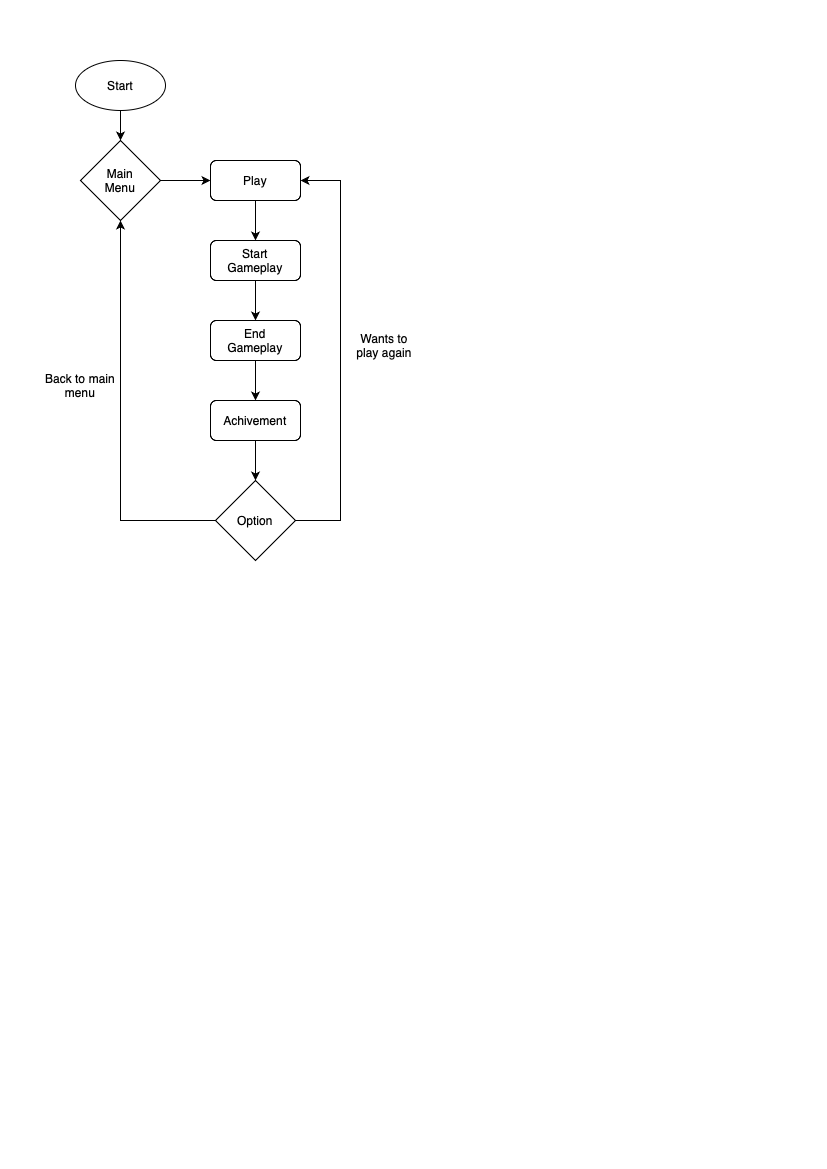 Start
Main
Menu
Play
Start
Gameplay
End
Gameplay
Wants to
play again
Back to main
menu
Achivement
Option